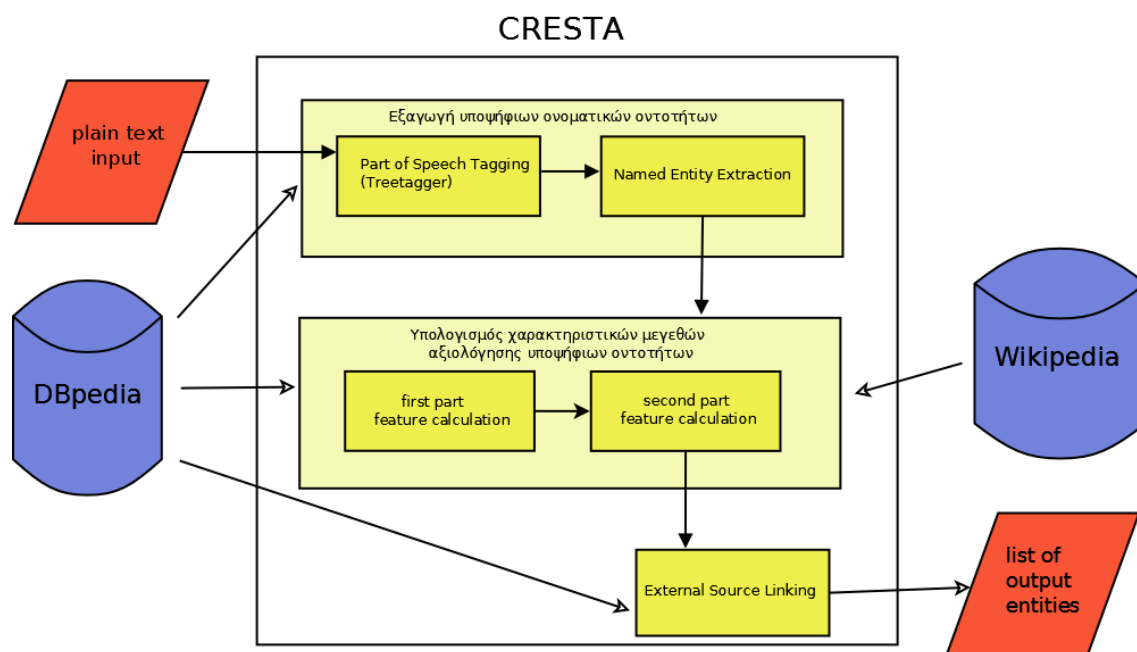 CRESTA
plain text
input
Εξαγωγή υποψήφιων ονοματικών οντοτήτων
Part of Speech Tagging
(Treetagger)
Named Entity Extraction
DBpedia
Υπολογισμός χαρακτηριστικών μεγεθών
αξιολόγησης υποψήφιων οντοτήτων
first part
feature calculation
second part
feature calculation
Wikipedia
External Source Linking
list of
output
entities